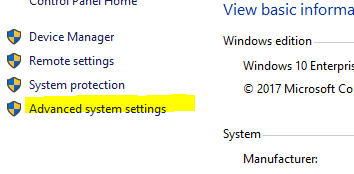 Control Panel Home
Device Manager
Remote settings
System protection
Advanced system settings
View basic informa
Windows edition
Windows 10 Enterpris
© 2017 Microsoft Co
System
Manufacturer: